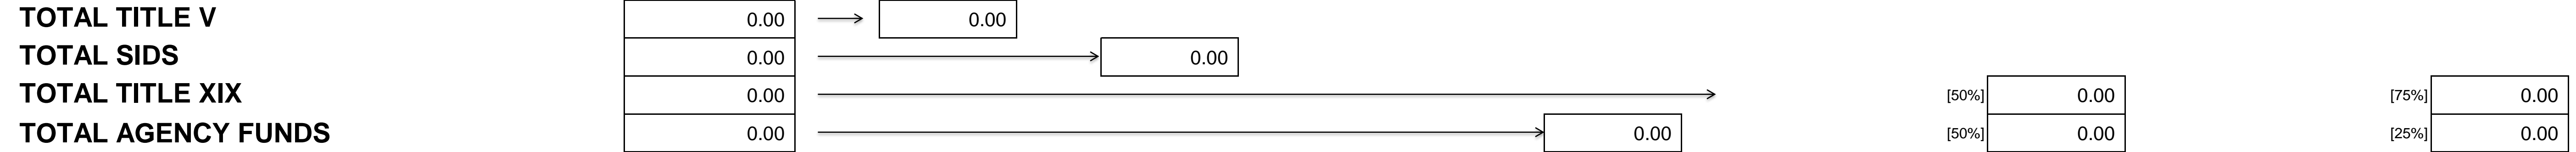 TOTAL TITLE V 0.00 0.00
TOTAL SIDS 0.00 0.00
TOTAL TITLE XIX 0.00 [50%] 0.00 [75%] 0.00
TOTAL AGENCY FUNDS 0.00 0.00 [50%] 0.00 [25%] 0.00